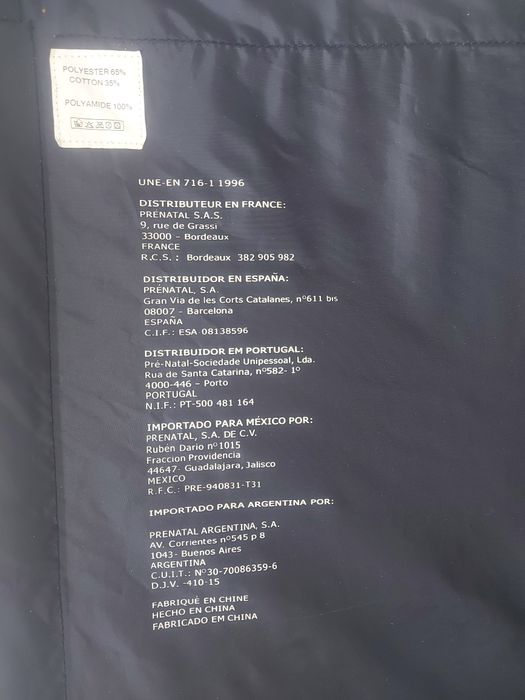 POLYESTER 65%
COTTON 35%
POLYAMIDE 100%
UNE-EN 716-1 1996
DISTRIBUTEUR EN FRANCE:
PRÉNATAL S.A.S.
9, rue de Grassi
33000 - Bordeaux
FRANCE
R.C.S. : Bordeaux 382 905 982
DISTRIBUIDOR EN ESPAÑA:
PRÉNATAL, S.A.
Gran Via de les Corts Catalanes, nº611 bis
08007 - Barcelona
ESPAÑA
C.I.F.: ESA 08138596
DISTRIBUIDOR EM PORTUGAL:
Pré-Natal-Sociedade Unipessoal, Lda.
Rua de Santa Catarina, nº582- 1º
4000-446 - Porto
PORTUGAL
N.I.F.: PT-500 481 164
IMPORTADO PARA MÉXICO POR:
PRENATAL, S.A. DE C.V.
Rubén Dario nº1015
Fraccion Providencia
44647- Guadalajara, Jalisco
MEXICO
R.F.C.: PRE-940831-T31
IMPORTADO PARA ARGENTINA POR:
PRENATAL ARGENTINA, S.A.
AV. Corrientes nº545 p 8
1043- Buenos Aires
ARGENTINA
C.U.I.T.: Nº30-70086359-6
D.J.V. -410-15
FABRIQUÉ EN CHINE
HECHO EN CHINA
FABRICADO EM CHINA